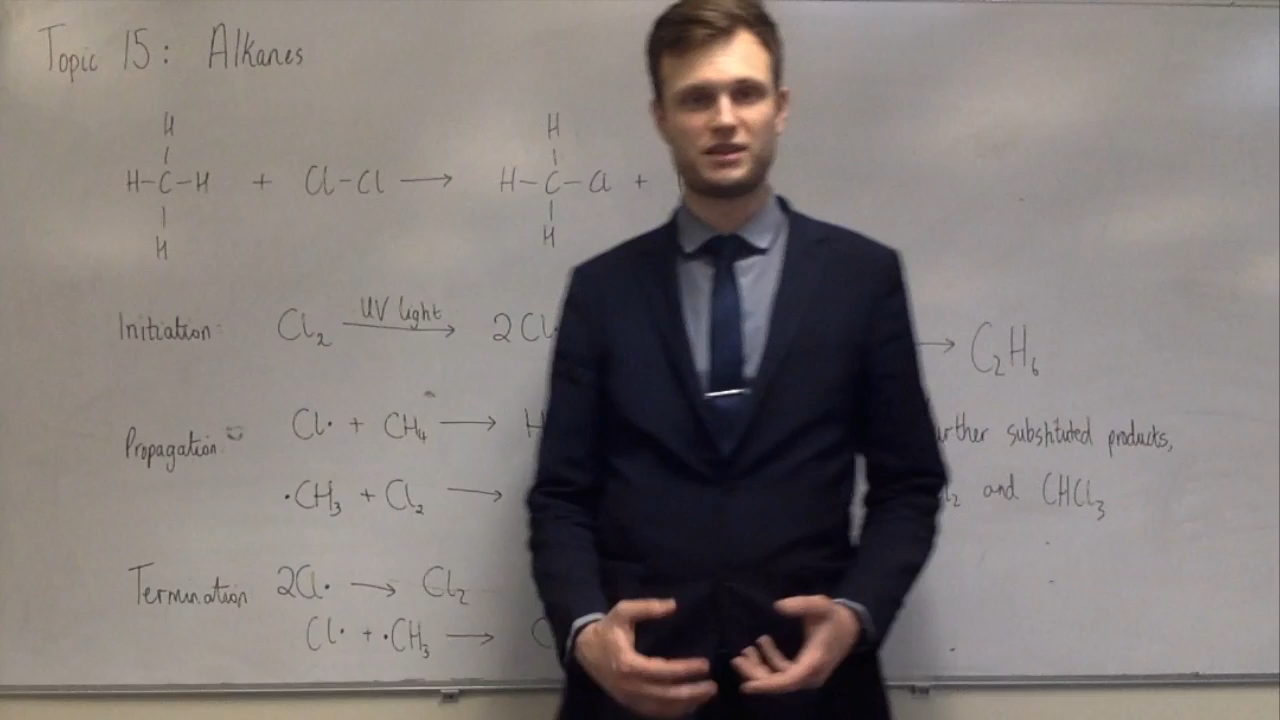 Topic 15: Alkanes
H H
H-C-H + Cl-Cl → H-C-Cl +
H H
Initiation: Cl₂ UV light → 2Cl → C₂H₆
Propagation: Cl· + CH₄ → H
further substituted products,
·CH₃ + Cl₂ →
and CHCl₃
Termination 2Cl· → Cl₂
Cl· + ·CH₃ → C